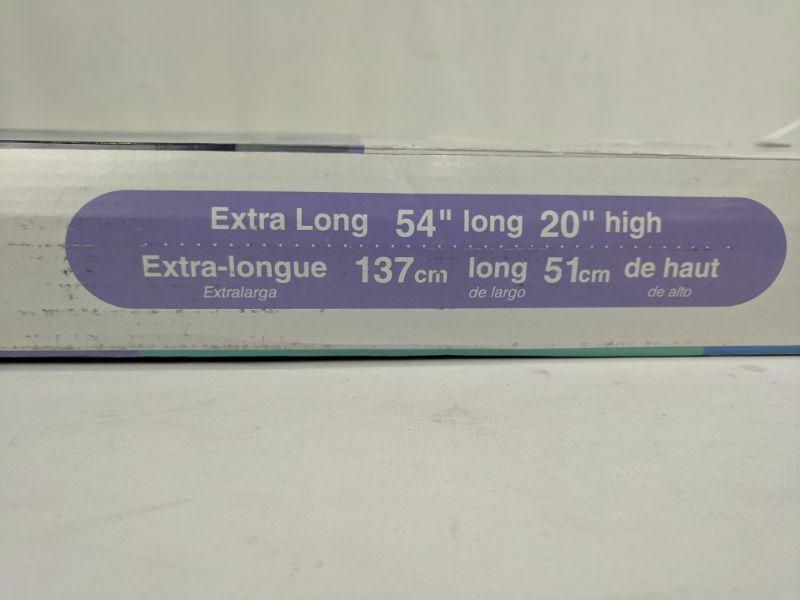 Extra Long 54" long 20" high
Extra-longue 137cm long 51cm de haut
Extralarga de largo de alto